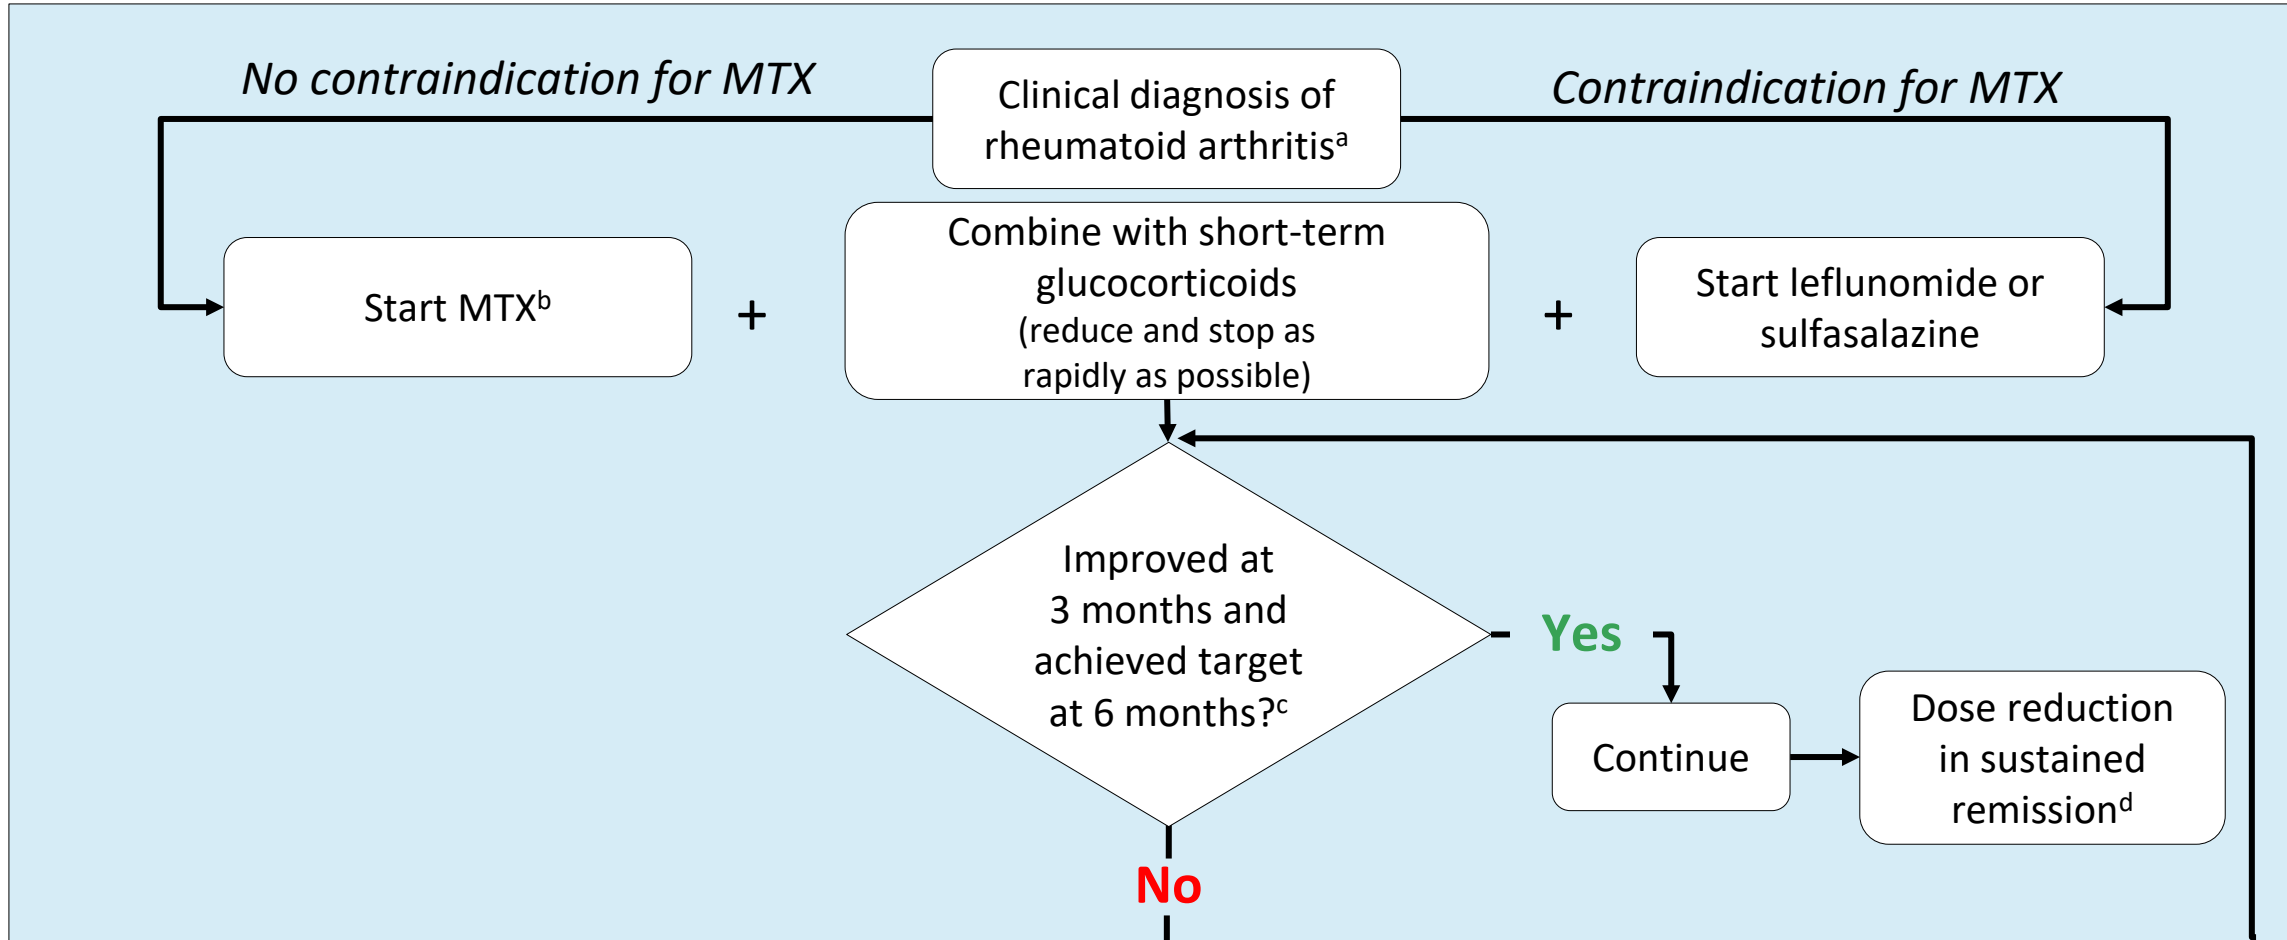 No contraindication for MTX
Clinical diagnosis of
rheumatoid arthritisᵃ
Contraindication for MTX
Start MTXᵇ
+
Combine with short-term
glucocorticoids
(reduce and stop as
rapidly as possible)
+
Start leflunomide or
sulfasalazine
Improved at
3 months and
achieved target
at 6 months?ᶜ
Yes
Continue
Dose reduction
in sustained
remissionᵈ
No